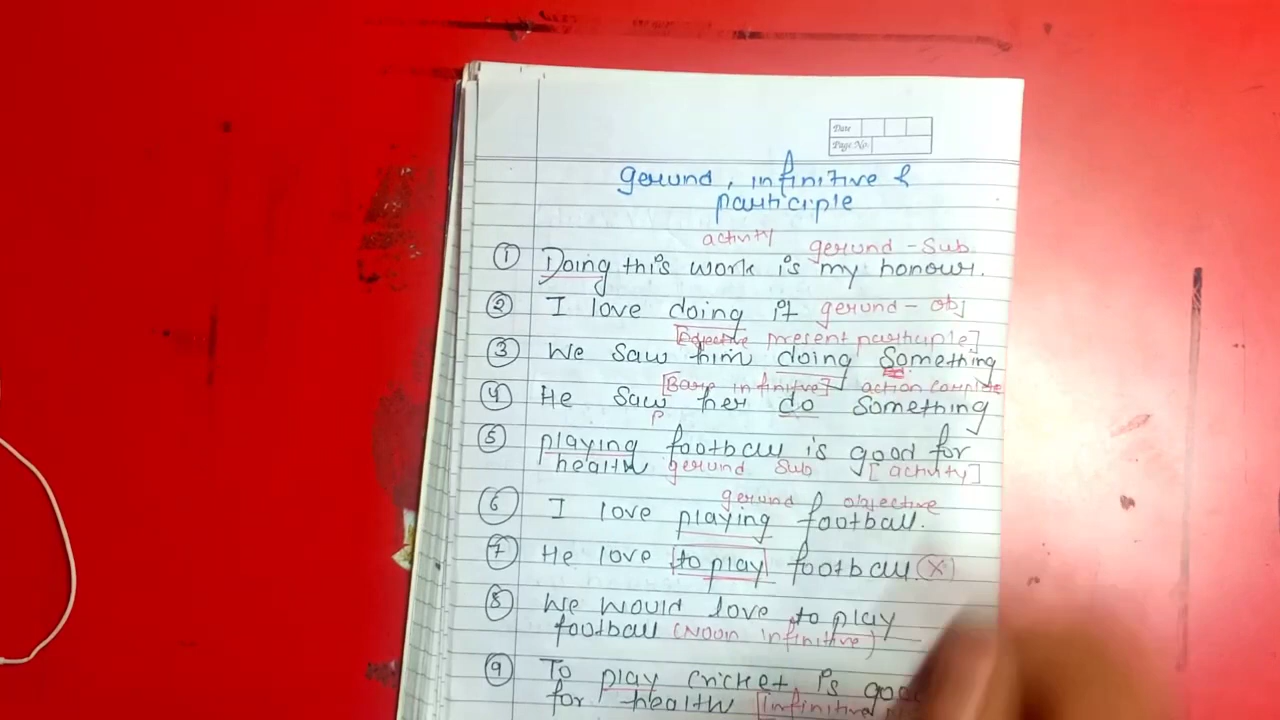 Date
Page No.
gerund, infinitive &
participle
activity gerund - Sub.
① Doing this work is my honour.
② I love doing it gerund - obj
[Edjective present participle]
③ We saw him doing Something
[Bare infinitve] action complete
④ He Saw her do Something
P
⑤ playing football is good for
health gerund Sub [activity]
gerund objective
⑥ I love playing football.
⑦ He love to play football. (X)
⑧ We would love to play
football (Noun infinitive)
⑨ To play cricket is
for health [infinitive